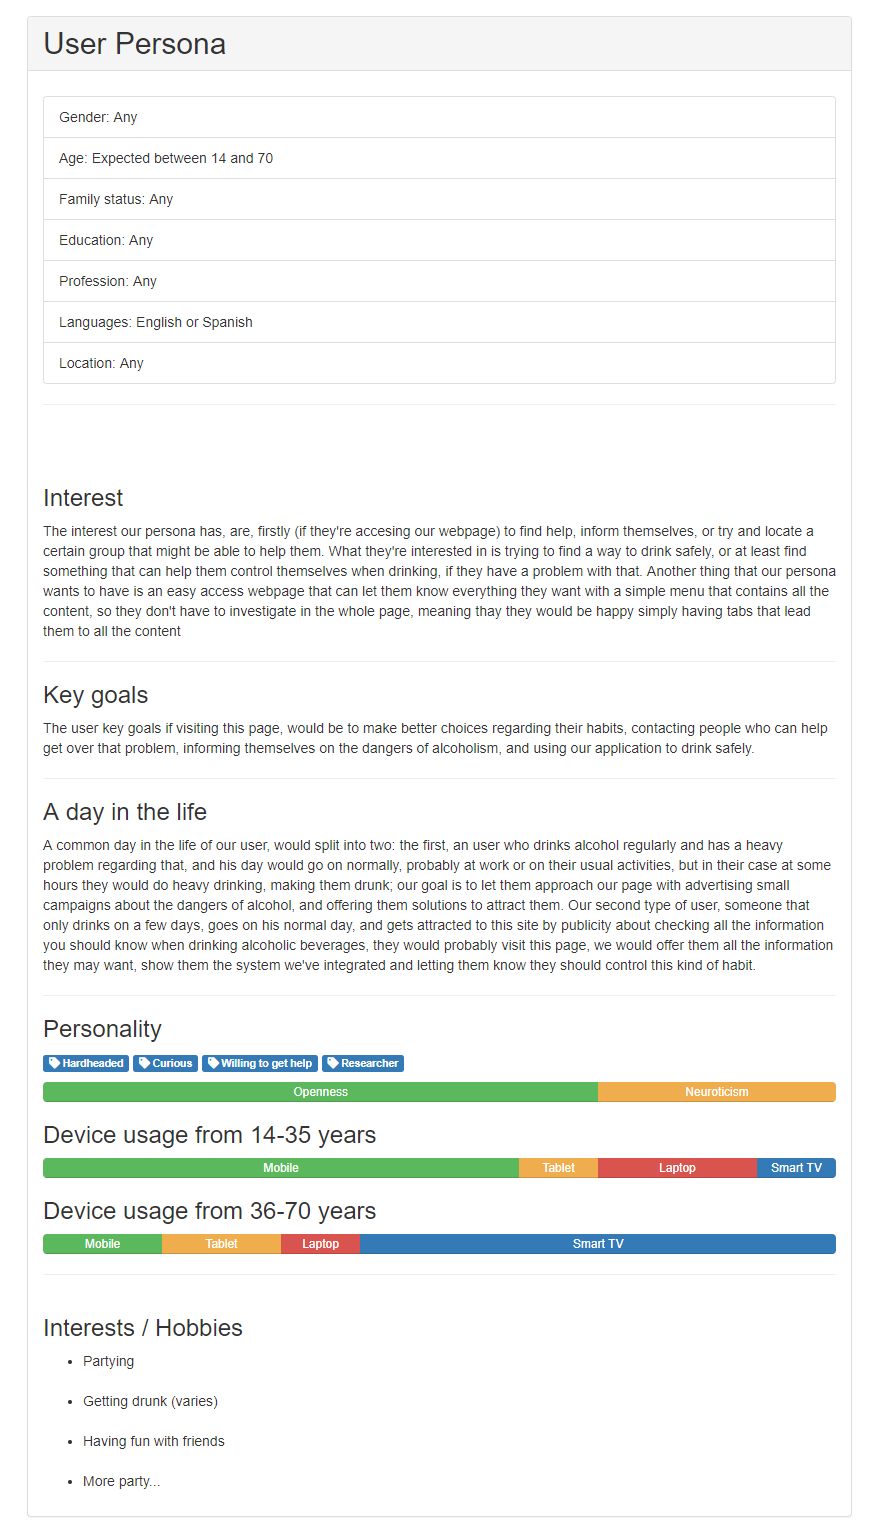 User Persona
Gender: Any
Age: Expected between 14 and 70
Family status: Any
Education: Any
Profession: Any
Languages: English or Spanish
Location: Any
Interest
The interest our persona has, are, firstly (if they're accesing our webpage) to find help, inform themselves, or try and locate a
certain group that might be able to help them. What they're interested in is trying to find a way to drink safely, or at least find
something that can help them control themselves when drinking, if they have a problem with that. Another thing that our persona
wants to have is an easy access webpage that can let them know everything they want with a simple menu that contains all the
content, so they don't have to investigate in the whole page, meaning thay they would be happy simply having tabs that lead
them to all the content
Key goals
The user key goals if visiting this page, would be to make better choices regarding their habits, contacting people who can help
get over that problem, informing themselves on the dangers of alcoholism, and using our application to drink safely.
A day in the life
A common day in the life of our user, would split into two: the first, an user who drinks alcohol regularly and has a heavy
problem regarding that, and his day would go on normally, probably at work or on their usual activities, but in their case at some
hours they would do heavy drinking, making them drunk; our goal is to let them approach our page with advertising small
campaigns about the dangers of alcohol, and offering them solutions to attract them. Our second type of user, someone that
only drinks on a few days, goes on his normal day, and gets attracted to this site by publicity about checking all the information
you should know when drinking alcoholic beverages, they would probably visit this page, we would offer them all the information
they may want, show them the system we've integrated and letting them know they should control this kind of habit.
Personality
Hardheaded Curious Willing to get help Researcher
Openness Neuroticism
Device usage from 14-35 years
Mobile Tablet Laptop Smart TV
Device usage from 36-70 years
Mobile Tablet Laptop Smart TV
Interests / Hobbies
• Partying
• Getting drunk (varies)
• Having fun with friends
• More party...